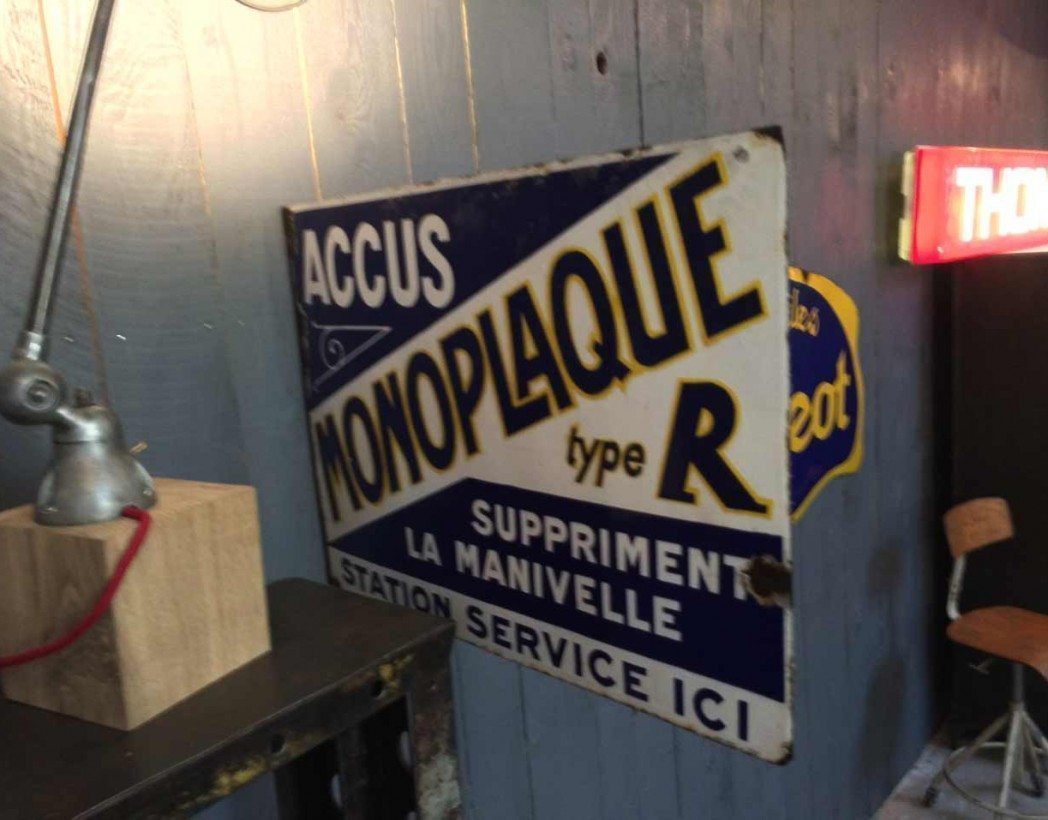 ACCUS
MONOPLAQUE
type R
SUPPRIMENT
LA MANIVELLE
STATION SERVICE ICI